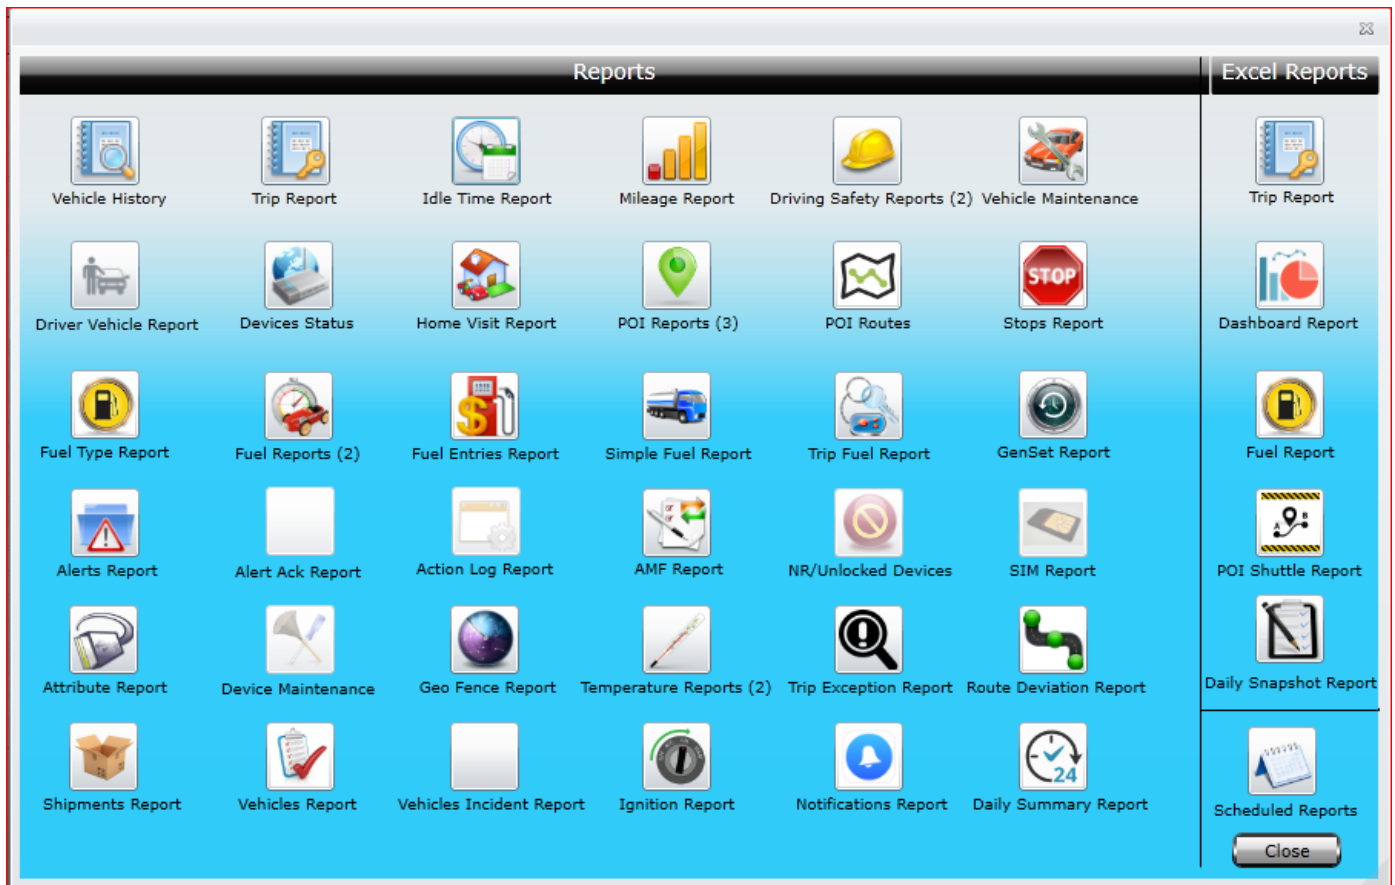 Reports
Excel Reports
Vehicle History
Trip Report
Idle Time Report
Mileage Report
Driving Safety Reports (2)
Vehicle Maintenance
Trip Report
STOP
Driver Vehicle Report
Devices Status
Home Visit Report
POI Reports (3)
POI Routes
Stops Report
Dashboard Report
Fuel Type Report
Fuel Reports (2)
Fuel Entries Report
Simple Fuel Report
Trip Fuel Report
GenSet Report
Fuel Report
A
B
Alerts Report
Alert Ack Report
Action Log Report
AMF Report
NR/Unlocked Devices
SIM Report
POI Shuttle Report
Attribute Report
Device Maintenance
Geo Fence Report
Temperature Reports (2)
Trip Exception Report
Route Deviation Report
Daily Snapshot Report
24
Shipments Report
Vehicles Report
Vehicles Incident Report
Ignition Report
Notifications Report
Daily Summary Report
Scheduled Reports
Close